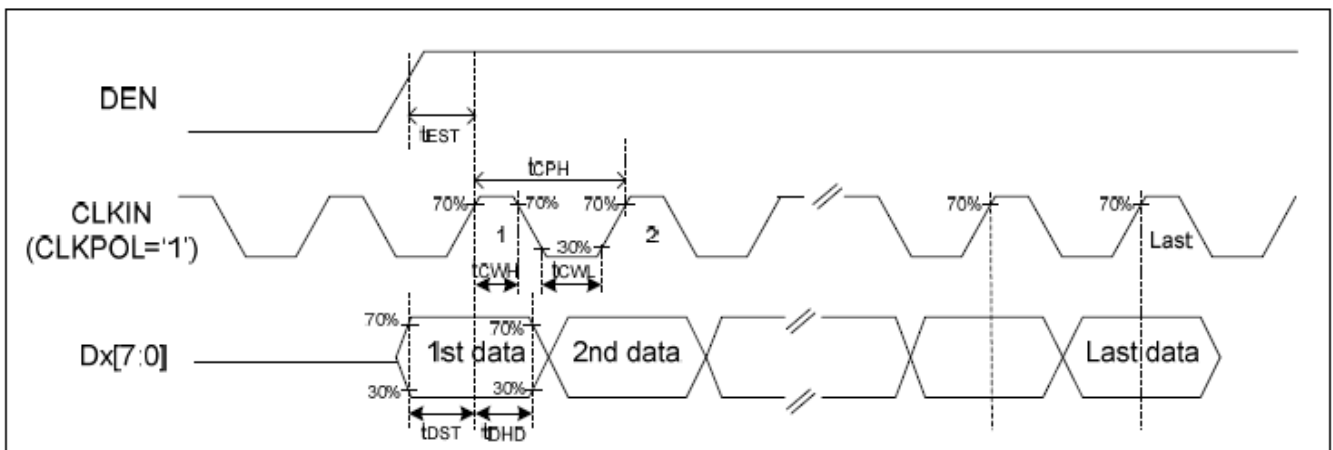 DEN
tEST
tCPH
CLKIN
(CLKPOL='1')
70% 70% 70% 70% 70%
1 2 Last
30%
tCWH tCWL
Dx[7:0]
70% 70%
1st data 2nd data Last data
30% 30%
tDST tDHD